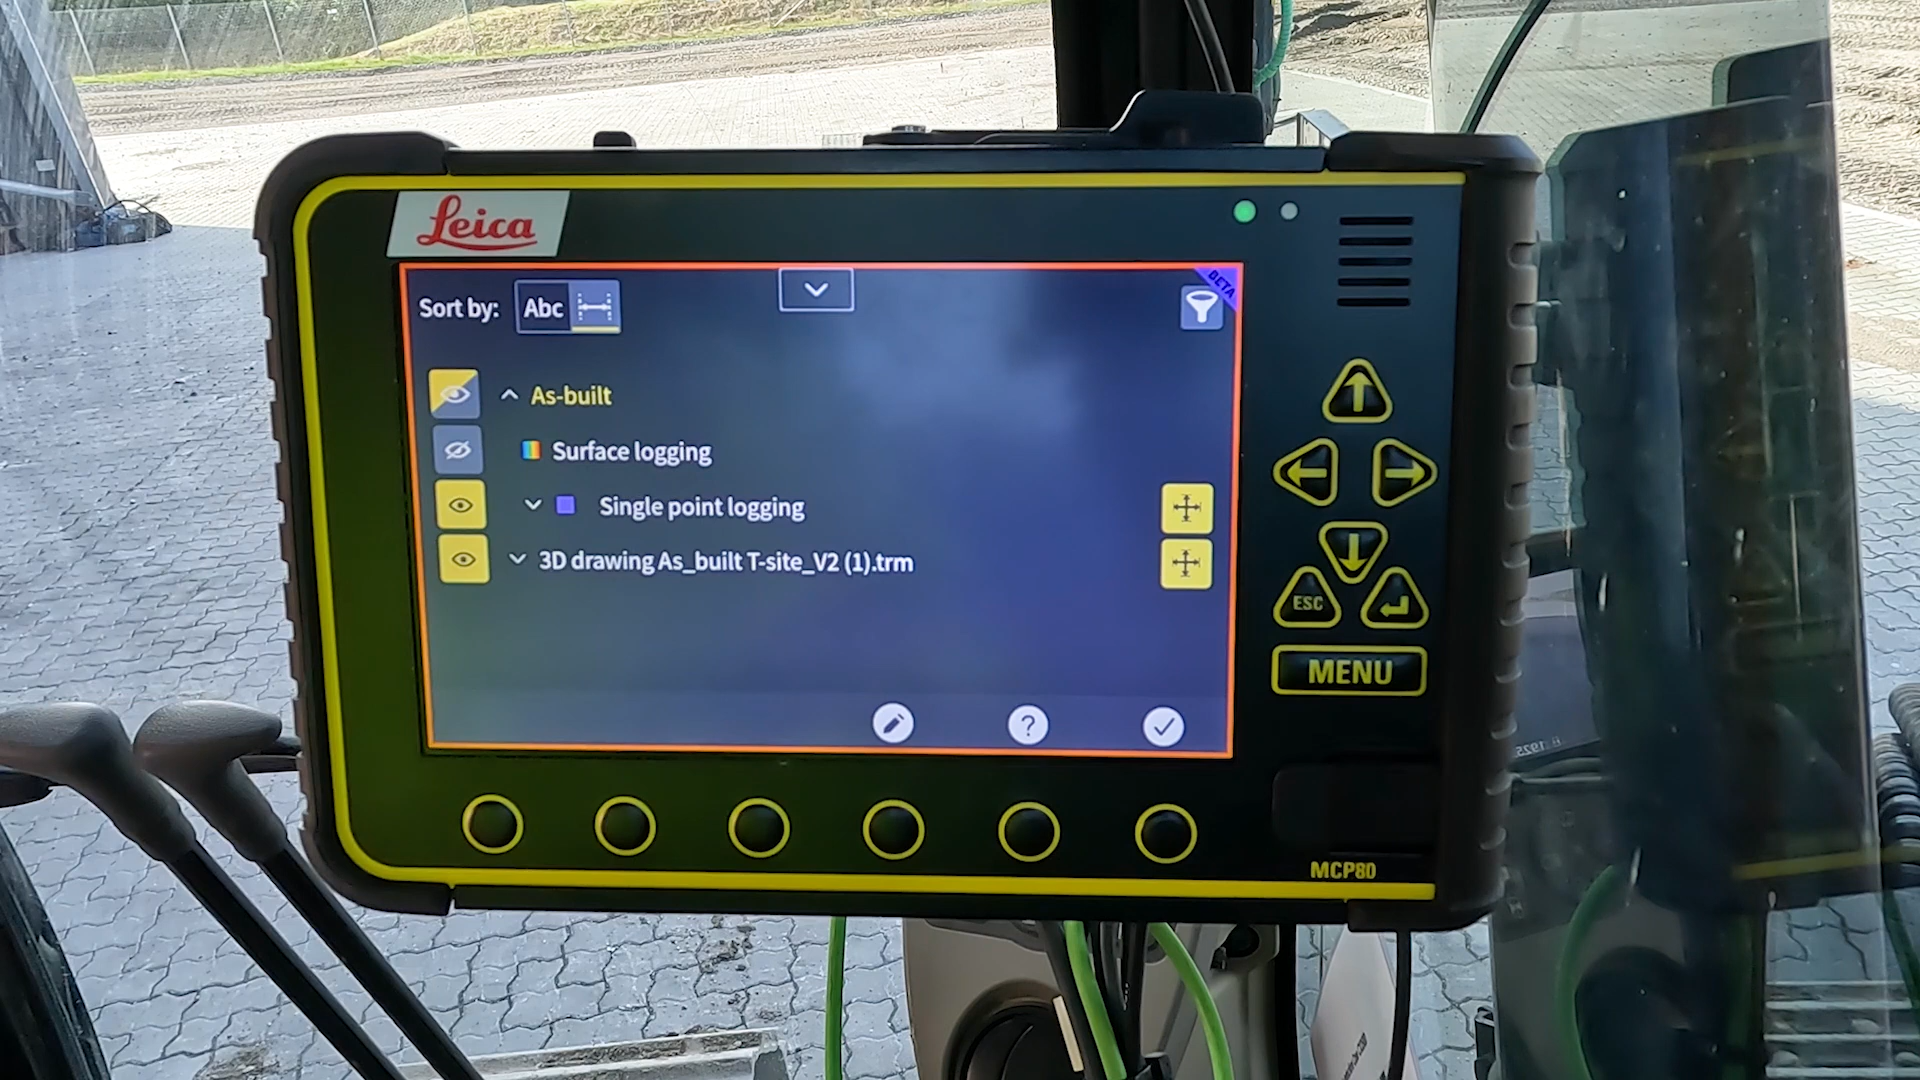 Leica
BETA
Sort by: Abc
As-built
Surface logging
Single point logging
3D drawing As_built T-site_V2 (1).trm
?
ESC
MENU
MCP80